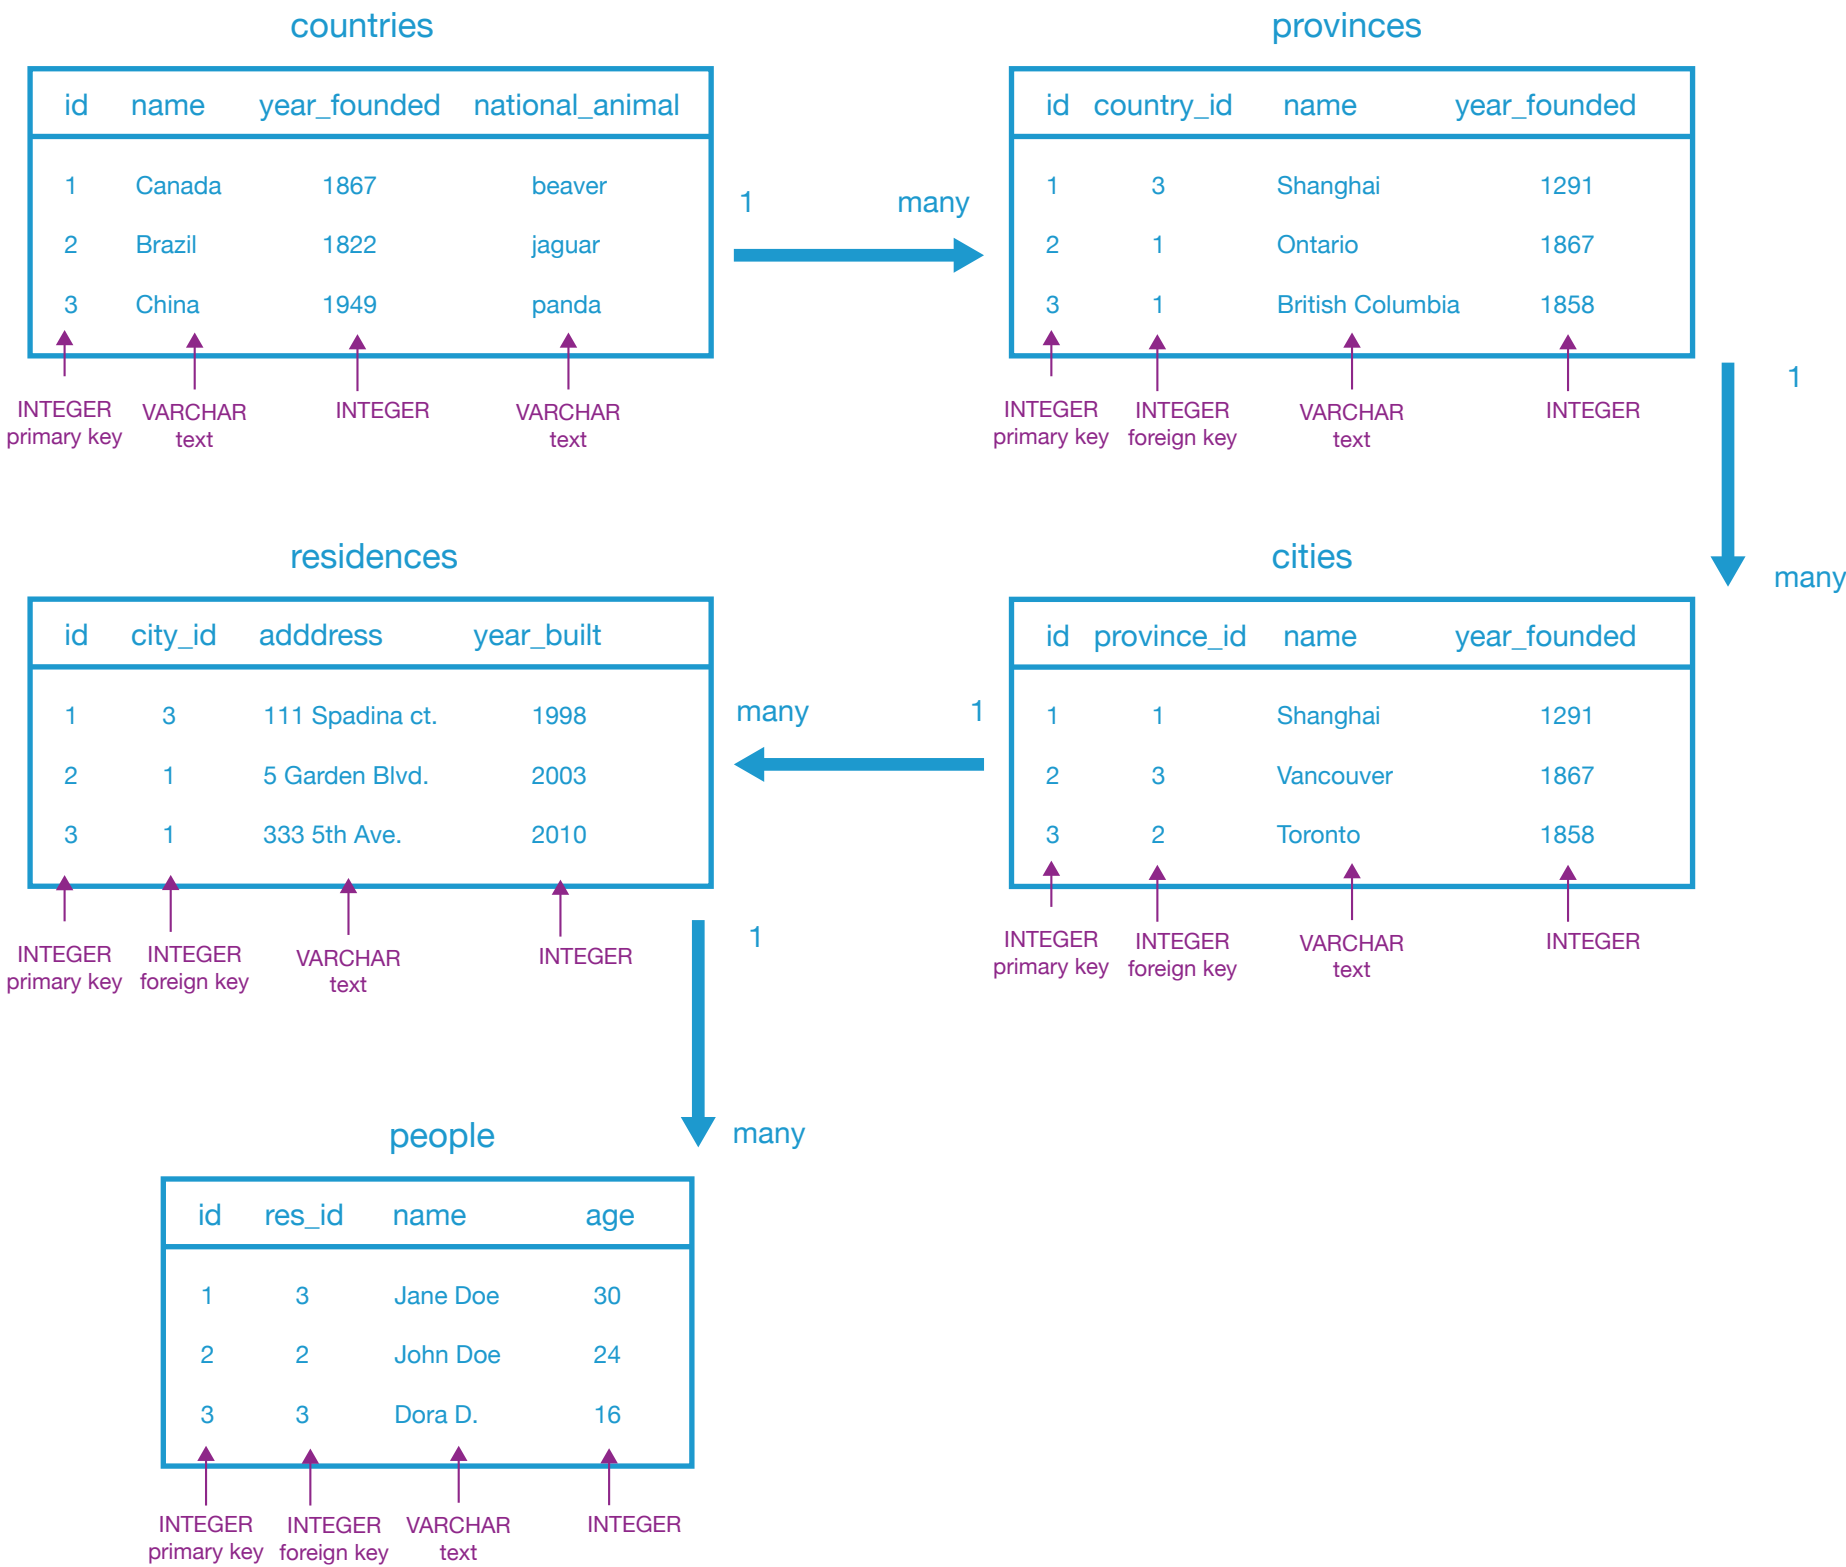 countries
id name year_founded national_animal
1 Canada 1867 beaver
2 Brazil 1822 jaguar
3 China 1949 panda
INTEGER primary key
VARCHAR text
INTEGER
VARCHAR text
1 many
provinces
id country_id name year_founded
1 3 Shanghai 1291
2 1 Ontario 1867
3 1 British Columbia 1858
INTEGER primary key
INTEGER foreign key
VARCHAR text
INTEGER
1
many
residences
id city_id adddress year_built
1 3 111 Spadina ct. 1998
2 1 5 Garden Blvd. 2003
3 1 333 5th Ave. 2010
INTEGER primary key
INTEGER foreign key
VARCHAR text
INTEGER
many 1
cities
id province_id name year_founded
1 1 Shanghai 1291
2 3 Vancouver 1867
3 2 Toronto 1858
INTEGER primary key
INTEGER foreign key
VARCHAR text
INTEGER
1
many
people
id res_id name age
1 3 Jane Doe 30
2 2 John Doe 24
3 3 Dora D. 16
INTEGER primary key
INTEGER foreign key
VARCHAR text
INTEGER